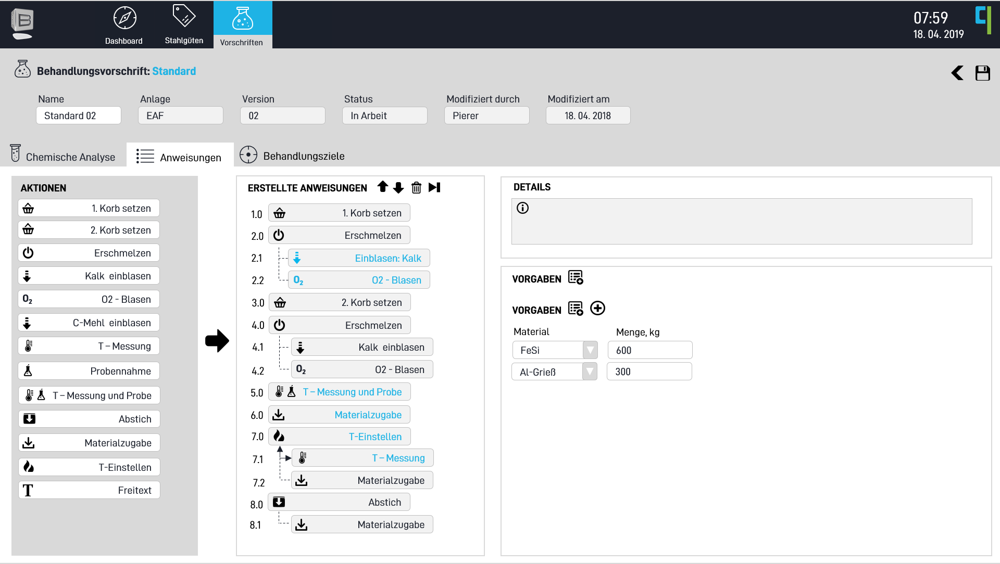 B
Dashboard
Stahlgüten
Vorschriften
07:59
18. 04. 2019
Behandlungsvorschrift: Standard
Name
Anlage
Version
Status
Modifiziert durch
Modifiziert am
Standard 02
EAF
02
In Arbeit
Pierer
18. 04. 2018
Chemische Analyse
Anweisungen
Behandlungsziele
AKTIONEN
1. Korb setzen
2. Korb setzen
Erschmelzen
Kalk einblasen
O₂ O2 - Blasen
C-Mehl einblasen
T – Messung
Probennahme
T – Messung und Probe
Abstich
Materialzugabe
T-Einstellen
T Freitext
ERSTELLTE ANWEISUNGEN
1.0 1. Korb setzen
2.0 Erschmelzen
2.1 Einblasen: Kalk
2.2 O₂ O2 - Blasen
3.0 2. Korb setzen
4.0 Erschmelzen
4.1 Kalk einblasen
4.2 O₂ O2 - Blasen
5.0 T – Messung und Probe
6.0 Materialzugabe
7.0 T-Einstellen
7.1 T – Messung
7.2 Materialzugabe
8.0 Abstich
8.1 Materialzugabe
DETAILS
VORGABEN
VORGABEN
Material Menge, kg
FeSi 600
Al-Grieß 300